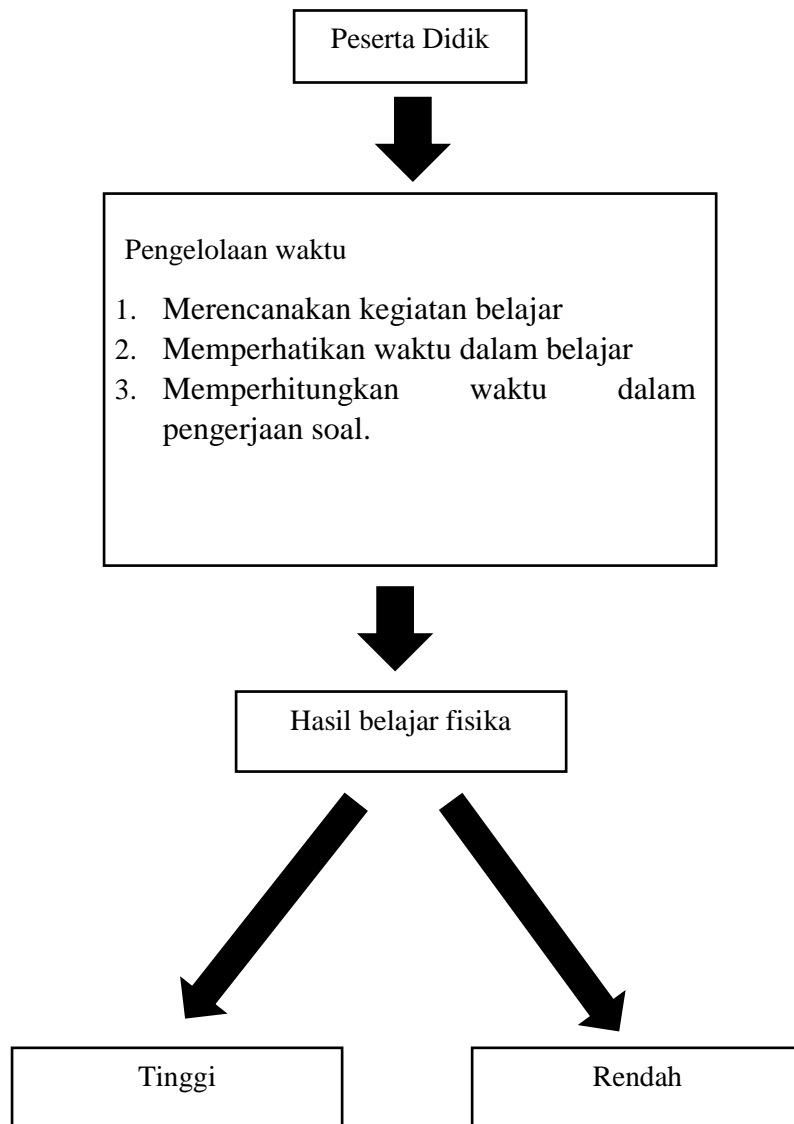 Peserta Didik
Pengelolaan waktu
1. Merencanakan kegiatan belajar
2. Memperhatikan waktu dalam belajar
3. Memperhitungkan waktu dalam
pengerjaan soal.
Hasil belajar fisika
Tinggi
Rendah